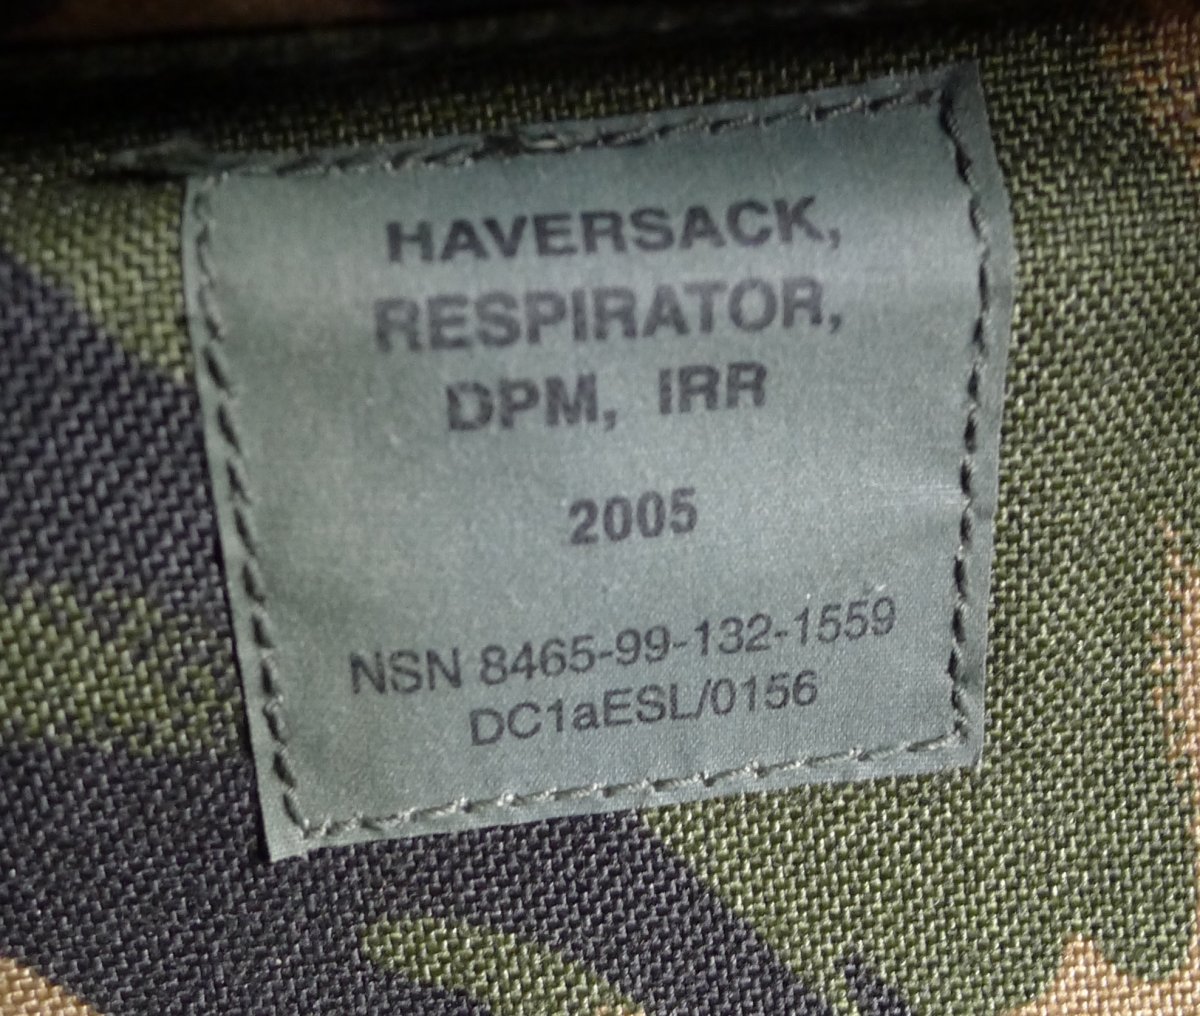 HAVERSACK,
RESPIRATOR,
DPM, IRR
2005
NSN 8465-99-132-1559
DC1aESL/0156